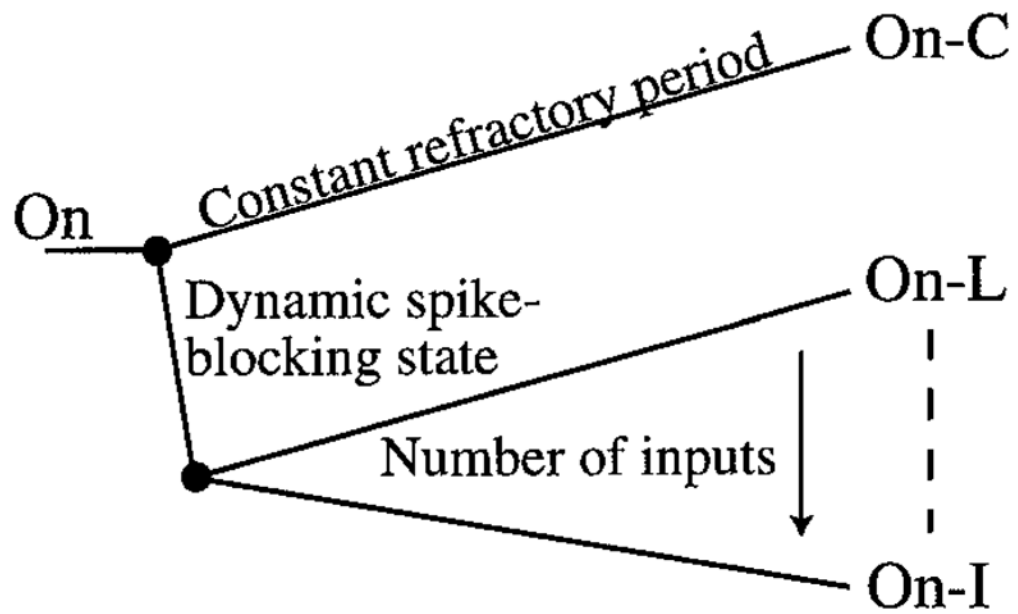 On-C
Constant refractory period
On
Dynamic spike-
blocking state
On-L
Number of inputs
On-I